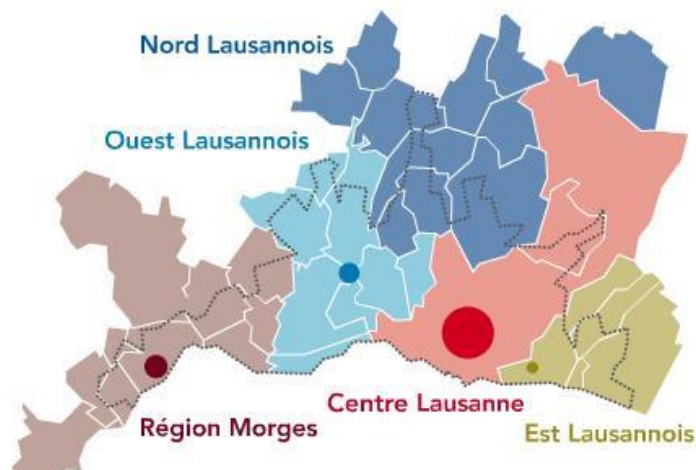 Nord Lausannois
Ouest Lausannois
Centre Lausanne
Région Morges
Est Lausannois